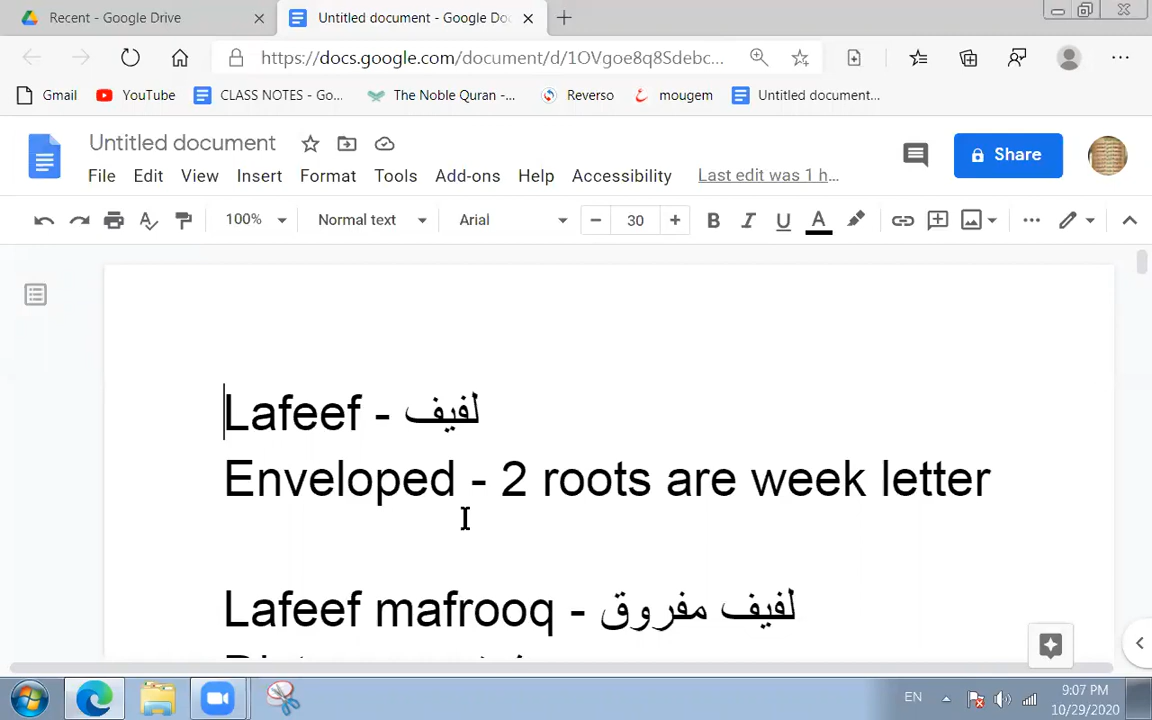 Recent - Google Drive
Untitled document - Google Do
https://docs.google.com/document/d/1OVgoe8q8Sdebc...
Gmail
YouTube
CLASS NOTES - Go...
The Noble Quran -...
Reverso
mougem
Untitled document...
Untitled document
Share
File Edit View Insert Format Tools Add-ons Help Accessibility Last edit was 1 h...
100% Normal text Arial 30 B I U A
Lafeef - لفيف
Enveloped - 2 roots are week letter
Lafeef mafrooq - لفيف مفروق
EN
9:07 PM
10/29/2020